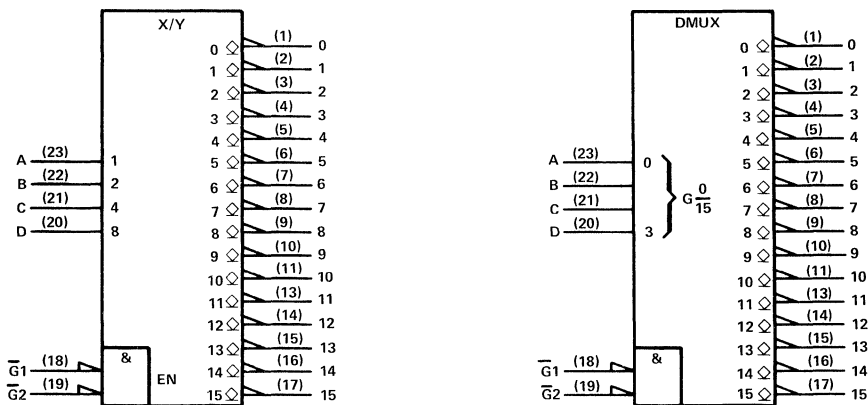 X/Y
0 (1) 0
1 (2) 1
2 (3) 2
3 (4) 3
4 (5) 4
A (23) 1 5 (6) 5
B (22) 2 6 (7) 6
C (21) 4 7 (8) 7
D (20) 8 8 (9) 8
9 (10) 9
10 (11) 10
11 (13) 11
12 (14) 12
& 13 (15) 13
G1 (18) EN 14 (16) 14
G2 (19) 15 (17) 15
DMUX
0 (1) 0
1 (2) 1
2 (3) 2
3 (4) 3
4 (5) 4
A (23) 0 5 (6) 5
B (22) 6 (7) 6
G 0/15
C (21) 7 (8) 7
D (20) 3 8 (9) 8
9 (10) 9
10 (11) 10
11 (13) 11
12 (14) 12
& 13 (15) 13
G1 (18) 14 (16) 14
G2 (19) 15 (17) 15